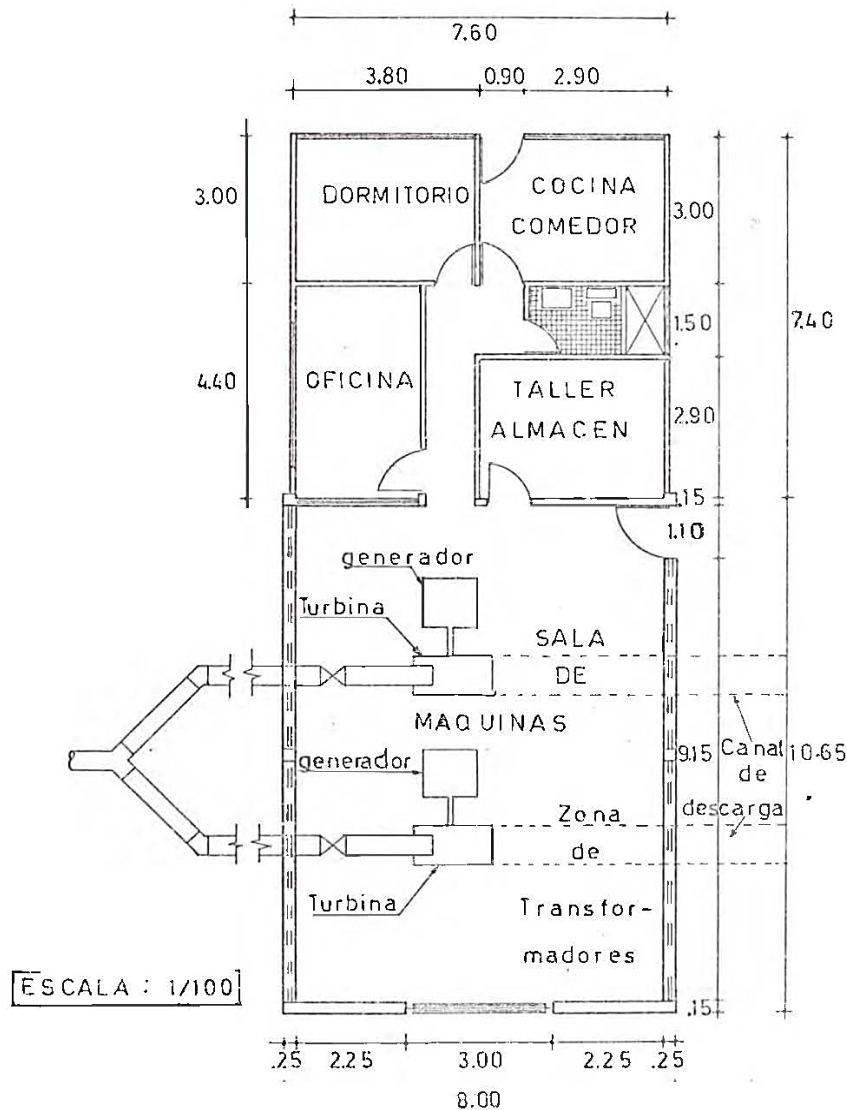 7.60
3.80 0.90 2.90
3.00
DORMITORIO
COCINA
COMEDOR
3.00
1.50
7.40
4.40
OFICINA
TALLER
ALMACEN
2.90
.15
1.10
generador
Turbina
SALA
DE
MAQUINAS
9.15
Canal
de
descarga
10.65
generador
Zona
de
Turbina
Transfor-
madores
[ESCALA : 1/100]
.15
.25 2.25 3.00 2.25 .25
8.00